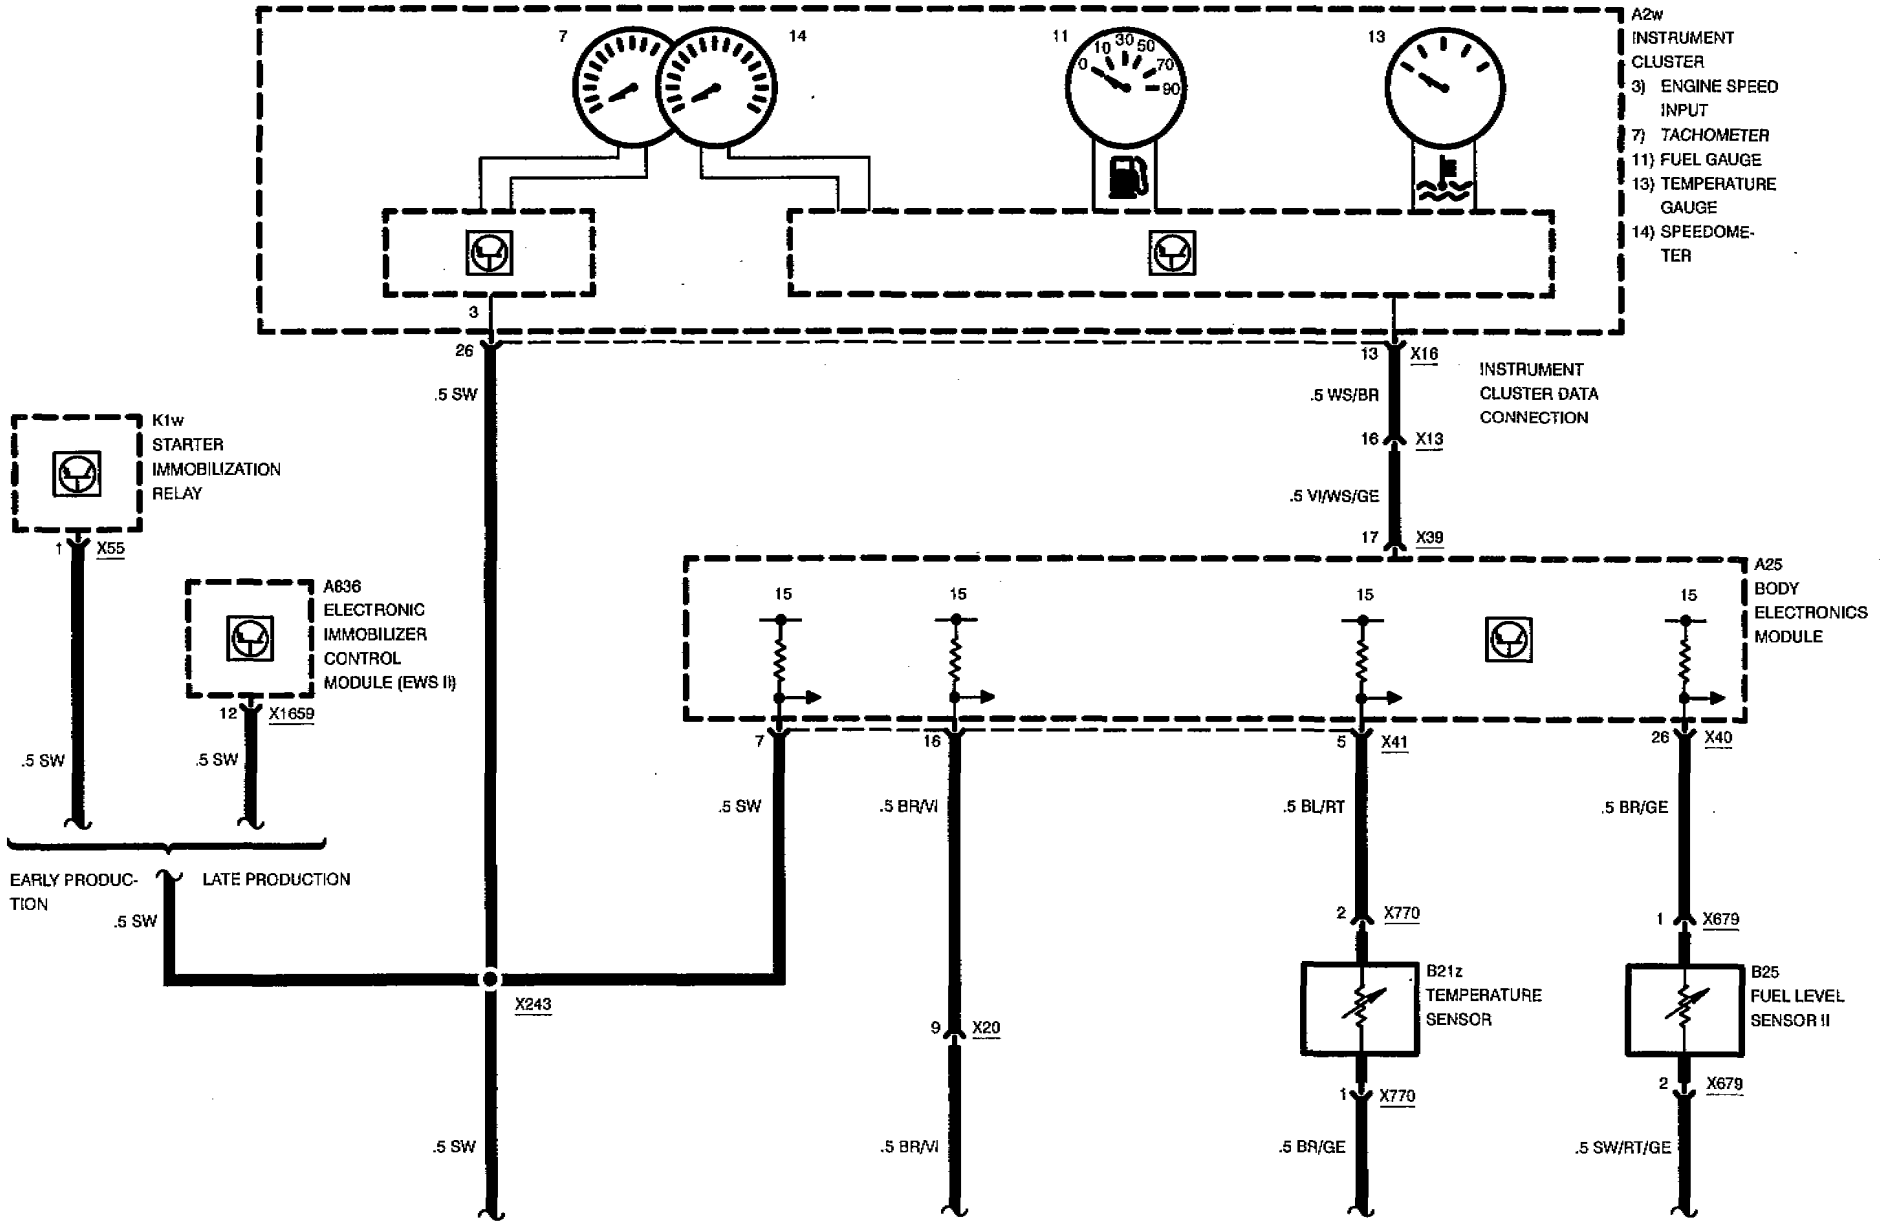 7
14
11
0
10
30
50
70
90
13
A2w
INSTRUMENT
CLUSTER
3) ENGINE SPEED
INPUT
7) TACHOMETER
11) FUEL GAUGE
13) TEMPERATURE
GAUGE
14) SPEEDOME-
TER
3
26
13 X16
.5 SW
.5 WS/BR
INSTRUMENT
CLUSTER DATA
CONNECTION
16 X13
.5 VI/WS/GE
17 X39
K1w
STARTER
IMMOBILIZATION
RELAY
1 X55
A836
ELECTRONIC
IMMOBILIZER
CONTROL
MODULE (EWS II)
12 X1659
.5 SW
.5 SW
EARLY PRODUC-
TION
LATE PRODUCTION
.5 SW
15
15
15
15
A25
BODY
ELECTRONICS
MODULE
7
16
5 X41
26 X40
.5 SW
.5 BR/VI
.5 BL/RT
.5 BR/GE
2 X770
1 X679
X243
9 X20
B21z
TEMPERATURE
SENSOR
B25
FUEL LEVEL
SENSOR II
1 X770
2 X679
.5 SW
.5 BR/VI
.5 BR/GE
.5 SW/RT/GE